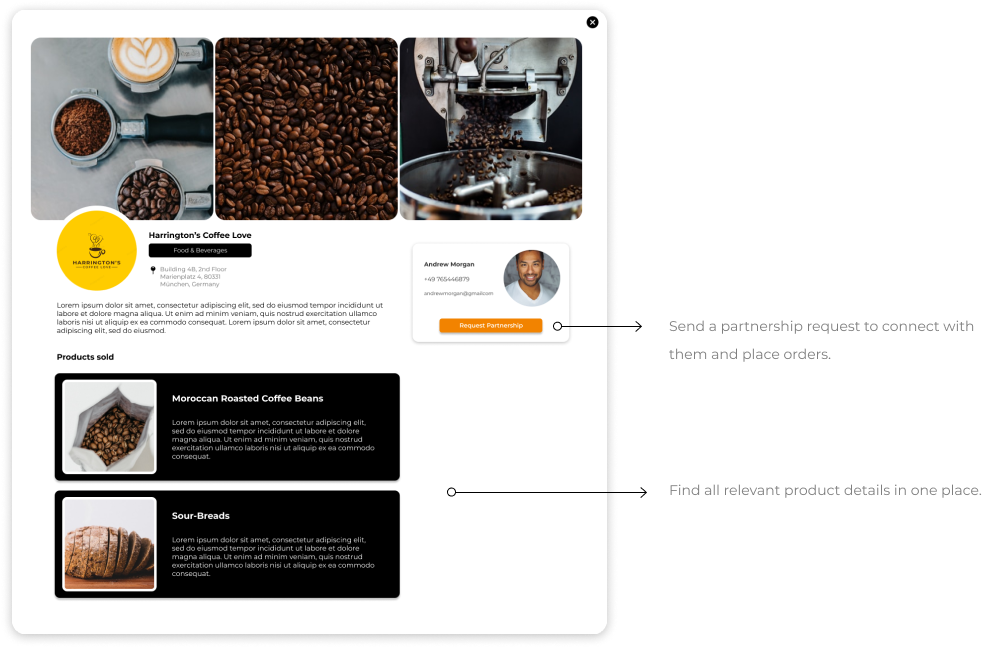 HARRINGTON'S
COFFEE LOVE
Harrington's Coffee Love
Food & Beverages
Building 4B, 2nd Floor
Marienplatz 4, 80331
München, Germany
Lorem ipsum dolor sit amet, consectetur adipiscing elit, sed do eiusmod tempor incididunt ut
labore et dolore magna aliqua. Ut enim ad minim veniam, quis nostrud exercitation ullamco
laboris nisi ut aliquip ex ea commodo consequat. Lorem ipsum dolor sit amet, consectetur
adipiscing elit, sed do eiusmod.
Andrew Morgan
+49 765446879
andrewmorgan@gmail.com
Request Partnership
Send a partnership request to connect with
them and place orders.
Products sold
Moroccan Roasted Coffee Beans
Lorem ipsum dolor sit amet, consectetur adipiscing elit,
sed do eiusmod tempor incididunt ut labore et dolore
magna aliqua. Ut enim ad minim veniam, quis nostrud
exercitation ullamco laboris nisi ut aliquip ex ea commodo
consequat.
Find all relevant product details in one place.
Sour-Breads
Lorem ipsum dolor sit amet, consectetur adipiscing elit,
sed do eiusmod tempor incididunt ut labore et dolore
magna aliqua. Ut enim ad minim veniam, quis nostrud
exercitation ullamco laboris nisi ut aliquip ex ea commodo
consequat.